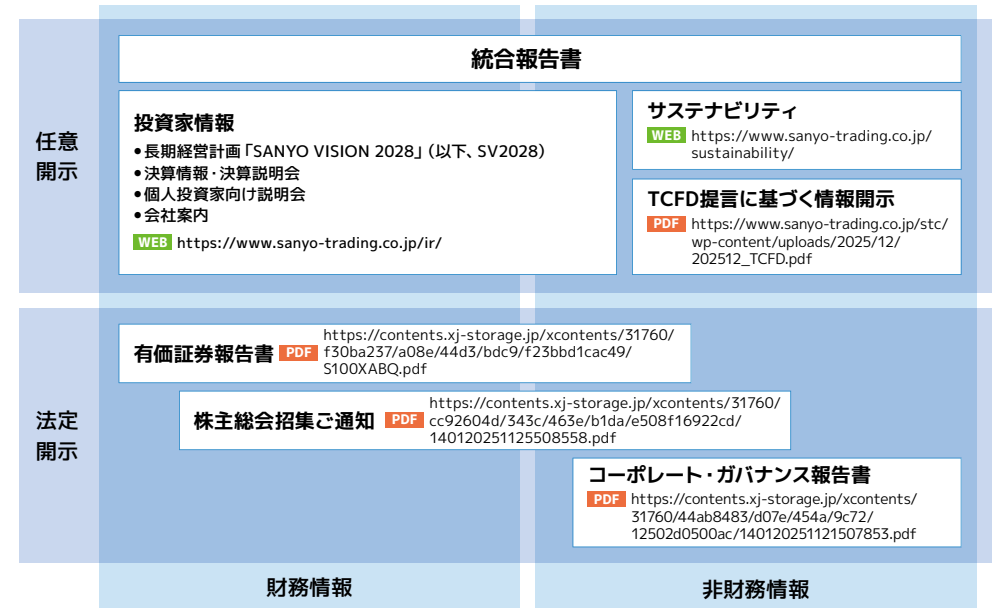 統合報告書
任意
開示
投資家情報
●長期経営計画「SANYO VISION 2028」(以下、SV2028)
●決算情報・決算説明会
●個人投資家向け説明会
●会社案内
WEB https://www.sanyo-trading.co.jp/ir/
サステナビリティ
WEB https://www.sanyo-trading.co.jp/
sustainability/
TCFD提言に基づく情報開示
PDF https://www.sanyo-trading.co.jp/stc/
wp-content/uploads/2025/12/
202512_TCFD.pdf
法定
開示
有価証券報告書 PDF https://contents.xj-storage.jp/xcontents/31760/
f30ba237/a08e/44d3/bdc9/f23bbd1cac49/
S100XABQ.pdf
株主総会招集ご通知 PDF https://contents.xj-storage.jp/xcontents/31760/
cc92604d/343c/463e/b1da/e508f16922cd/
140120251125508558.pdf
コーポレート・ガバナンス報告書
PDF https://contents.xj-storage.jp/xcontents/
31760/44ab8483/d07e/454a/9c72/
12502d0500ac/140120251121507853.pdf
財務情報
非財務情報